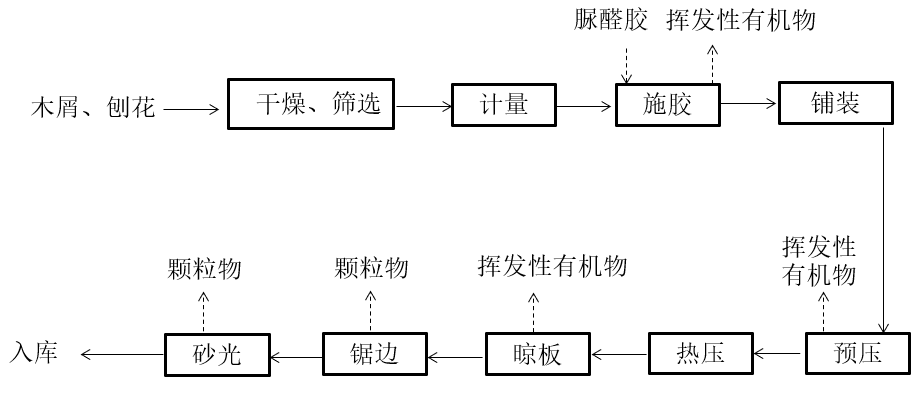 脲醛胶
挥发性有机物
木屑、刨花
干燥、筛选
计量
施胶
铺装
颗粒物
颗粒物
挥发性有机物
挥发性
有机物
入库
砂光
锯边
晾板
热压
预压